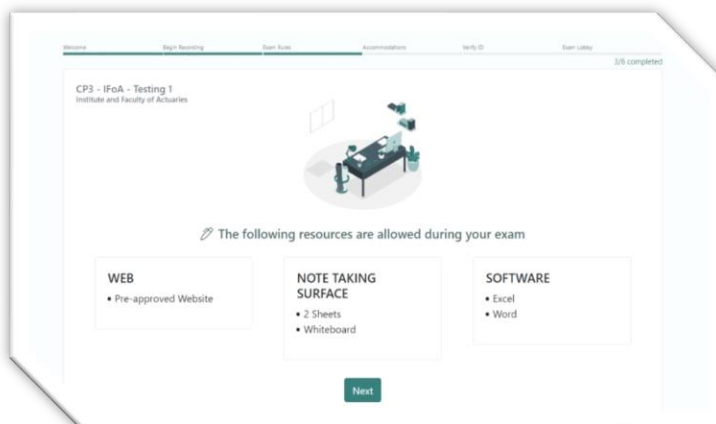 Welcome
Begin Recording
Exam Rules
Accommodations
Verify ID
Exam Lobby
3/6 completed
CP3 - IFoA - Testing 1
Institute and Faculty of Actuaries
The following resources are allowed during your exam
WEB
• Pre-approved Website
NOTE TAKING
SURFACE
• 2 Sheets
• Whiteboard
SOFTWARE
• Excel
• Word
Next